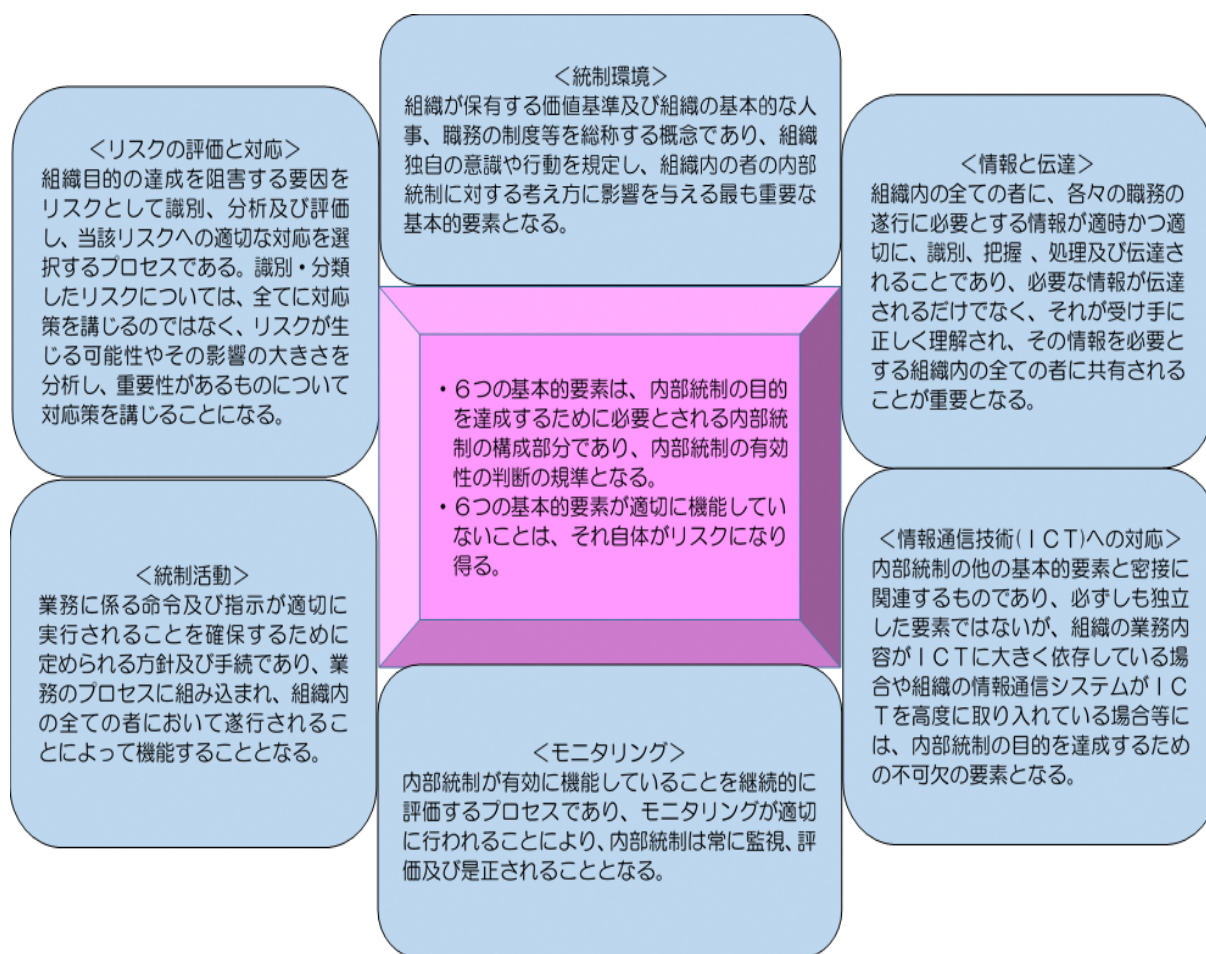 <統制環境>
組織が保有する価値基準及び組織の基本的な人
事、職務の制度等を総称する概念であり、組織
独自の意識や行動を規定し、組織内の者の内部
統制に対する考え方に影響を与える最も重要な
基本的要素となる。
<リスクの評価と対応>
組織目的の達成を阻害する要因を
リスクとして識別、分析及び評価
し、当該リスクへの適切な対応を選
択するプロセスである。識別・分類
したリスクについては、全てに対応
策を講じるのではなく、リスクが生
じる可能性やその影響の大きさを
分析し、重要性があるものについて
対応策を講じることになる。
<情報と伝達>
組織内の全ての者に、各々の職務の
遂行に必要とする情報が適時かつ適
切に、識別、把握 、処理及び伝達さ
れることであり、必要な情報が伝達
されるだけでなく、それが受け手に
正しく理解され、その情報を必要と
する組織内の全ての者に共有される
ことが重要となる。
・６つの基本的要素は、内部統制の目的
を達成するために必要とされる内部統
制の構成部分であり、内部統制の有効
性の判断の規準となる。
・６つの基本的要素が適切に機能してい
ないことは、それ自体がリスクになり
得る。
<統制活動>
業務に係る命令及び指示が適切に
実行されることを確保するために
定められる方針及び手続であり、業
務のプロセスに組み込まれ、組織内
の全ての者において遂行されるこ
とによって機能することとなる。
<情報通信技術(ＩＣＴ)への対応>
内部統制の他の基本的要素と密接に
関連するものであり、必ずしも独立
した要素ではないが、組織の業務内
容がＩＣＴに大きく依存している場
合や組織の情報通信システムがＩＣ
Ｔを高度に取り入れている場合等に
は、内部統制の目的を達成するため
の不可欠の要素となる。
<モニタリング>
内部統制が有効に機能していることを継続的に
評価するプロセスであり、モニタリングが適切
に行われることにより、内部統制は常に監視、評
価及び是正されることとなる。